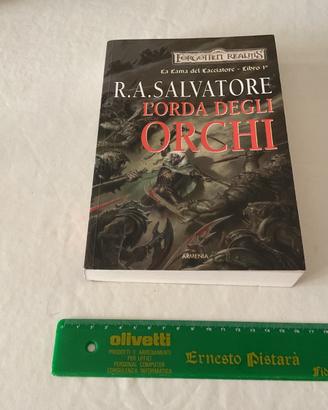 FORGOTTEN REALMS
La Lama del Cacciatore - Libro 1°
R.A.SALVATORE
L'ORDA DEGLI
ORCHI
ARMENIA
olivetti
PRODOTTI E ARREDAMENTI
PER UFFICI
PERSONAL COMPUTER
CONSULENZA INFORMATICA
Ernesto Pistarà